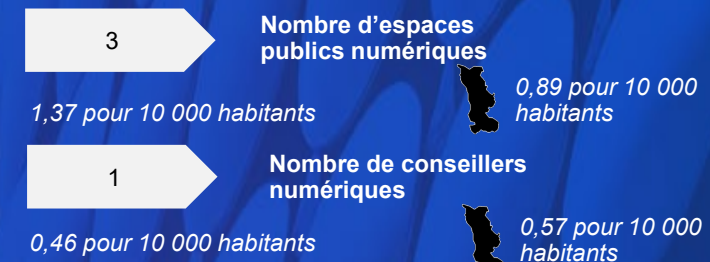 3
Nombre d’espaces
publics numériques
1,37 pour 10 000 habitants
0,89 pour 10 000
habitants
1
Nombre de conseillers
numériques
0,46 pour 10 000 habitants
0,57 pour 10 000
habitants